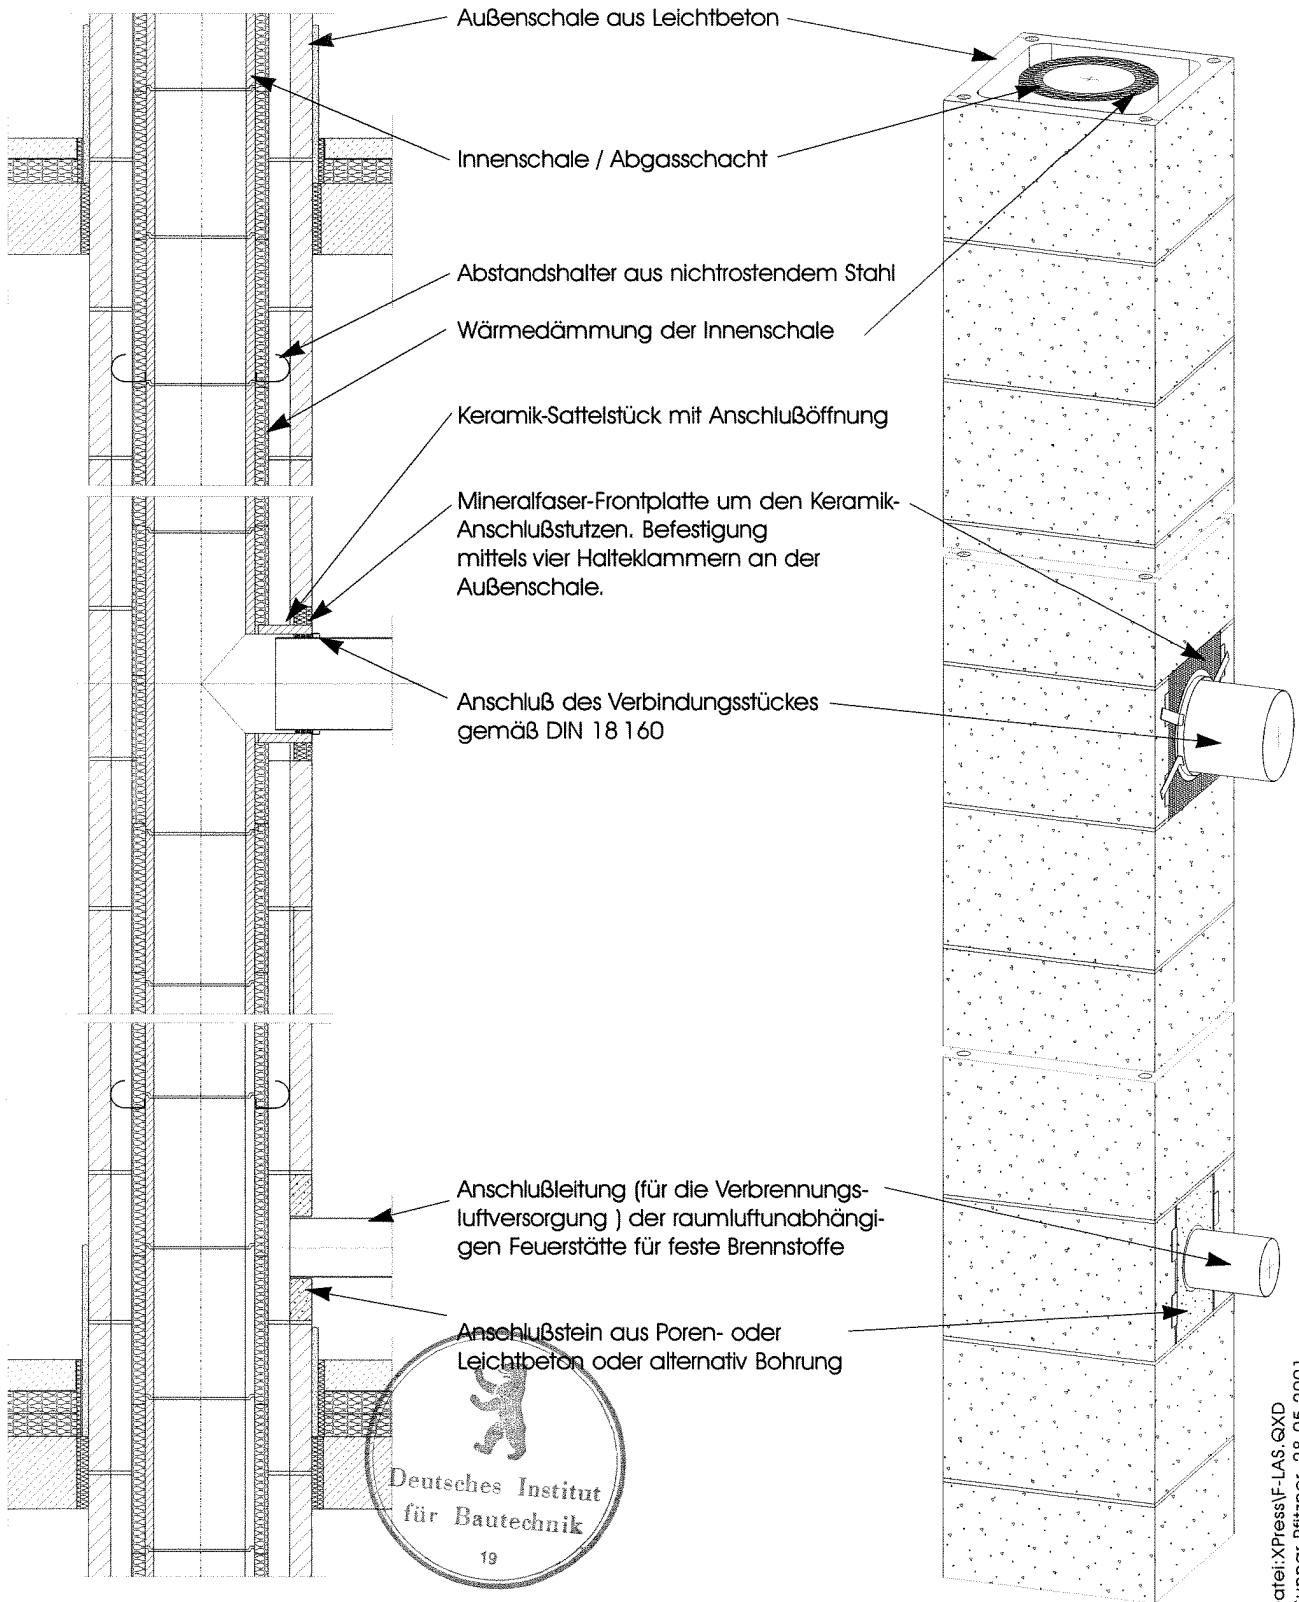 Außenschale aus Leichtbeton
Innenschale / Abgasschacht
Abstandshalter aus nichtrostendem Stahl
Wärmedämmung der Innenschale
Keramik-Sattelstück mit Anschlußöffnung
Mineralfaser-Frontplatte um den Keramik-
Anschlußstutzen. Befestigung
mittels vier Halteklammern an der
Außenschale.
Anschluß des Verbindungsstückes
gemäß DIN 18 160
Anschlußleitung (für die Verbrennungs-
luftversorgung ) der raumluftunabhängi-
gen Feuerstätte für feste Brennstoffe
Anschlußstein aus Poren- oder
Leichtbeton oder alternativ Bohrung
Deutsches Institut
für Bautechnik
19
atei:XPress\F-LAS.QXD